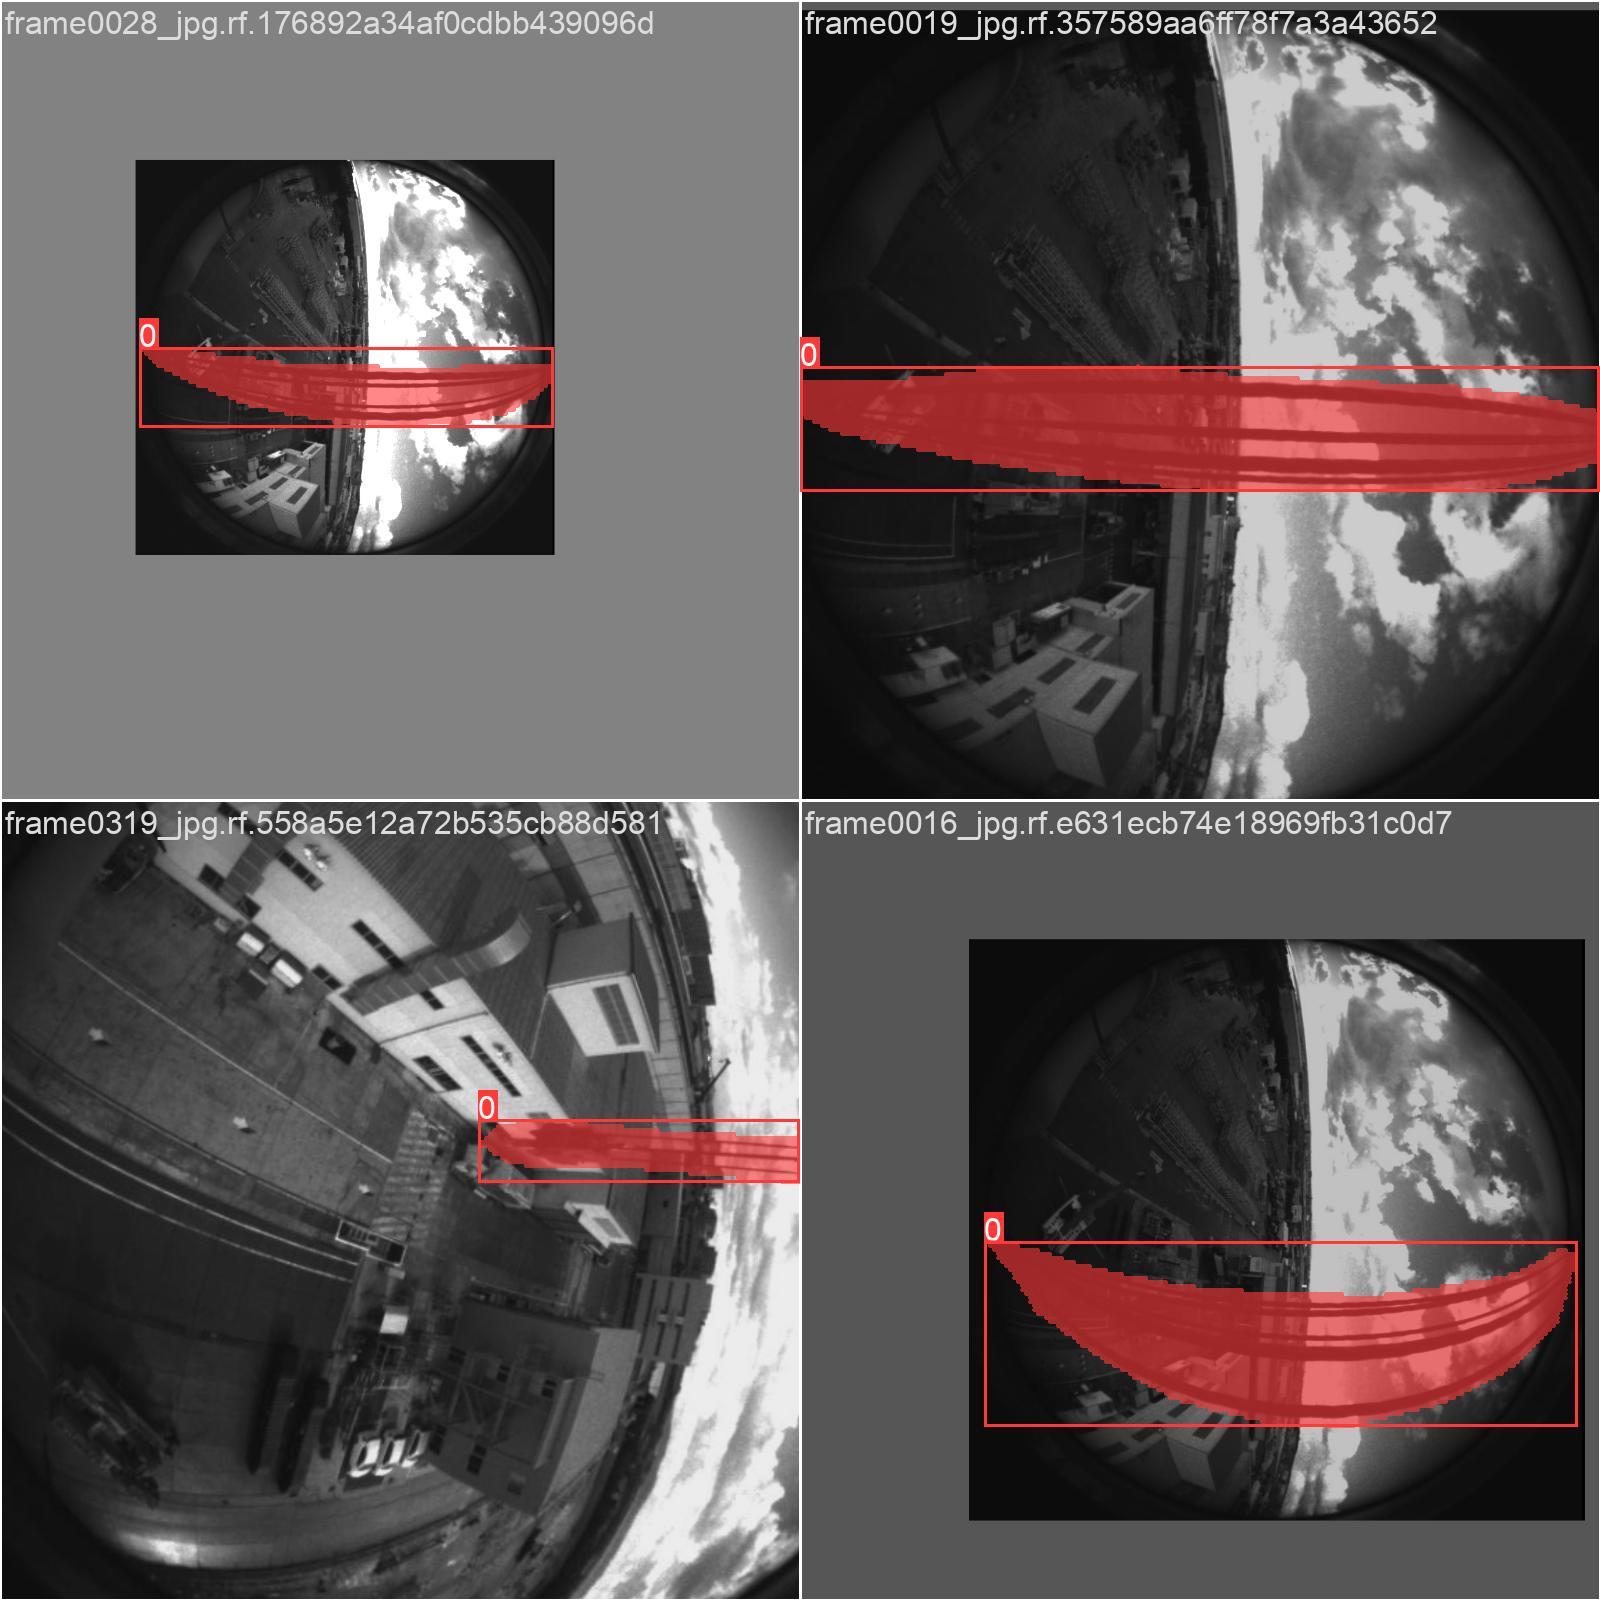 frame0028_jpg.rf.176892a34af0cdbb439096d
frame0019_jpg.rf.357589aa6ff78f7a3a43652
0
0
frame0319_jpg.rf.558a5e12a72b535cb88d581
frame0016_jpg.rf.e631ecb74e18969fb31c0d7
0
0